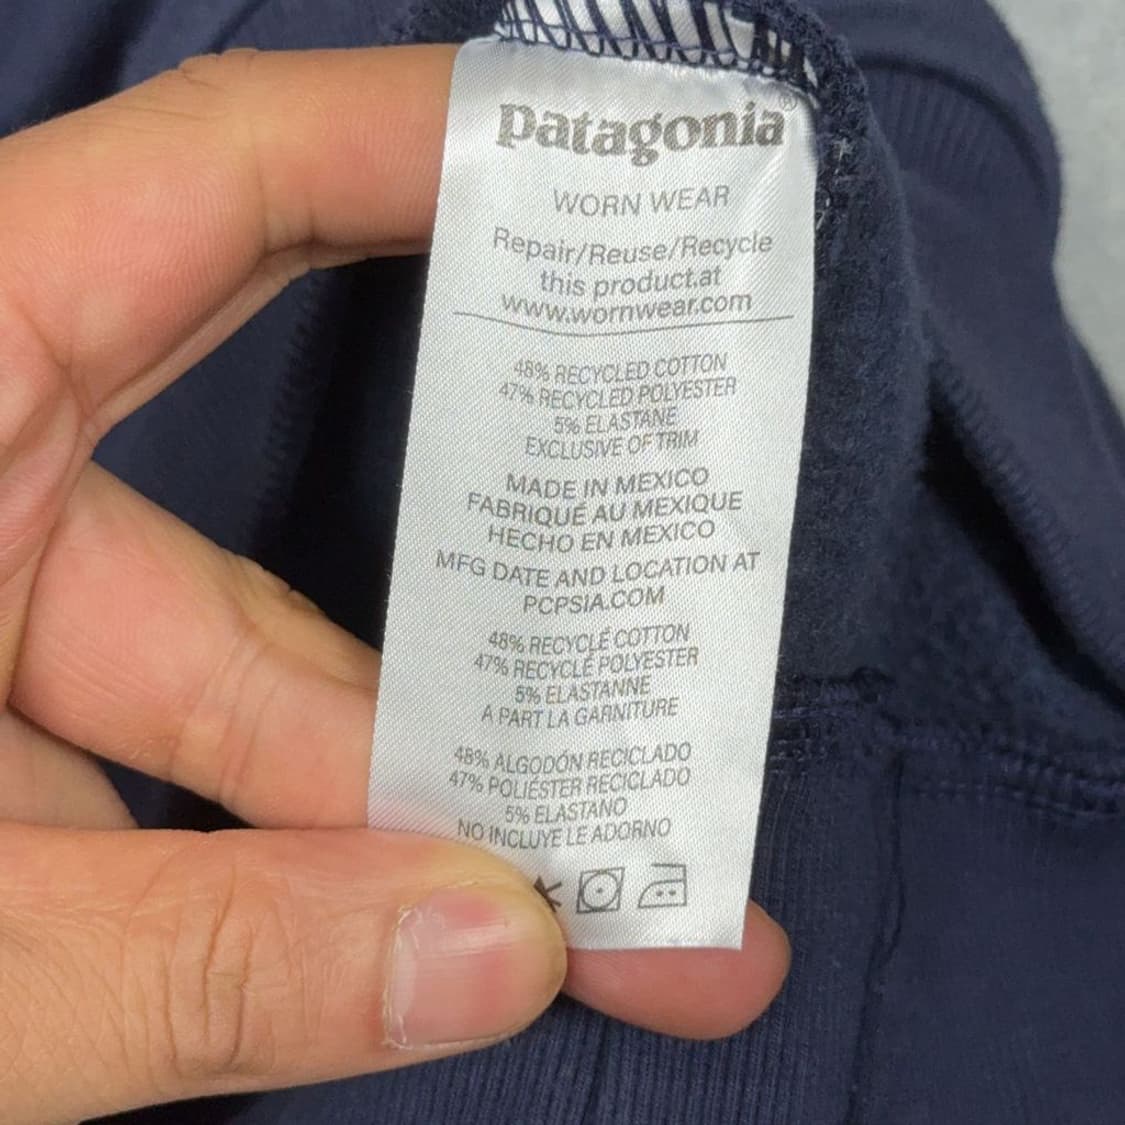 patagonia®
WORN WEAR
Repair/Reuse/Recycle
this product.at
www.wornwear.com
48% RECYCLED COTTON
47% RECYCLED POLYESTER
5% ELASTANE
EXCLUSIVE OF TRIM
MADE IN MEXICO
FABRIQUÉ AU MEXIQUE
HECHO EN MEXICO
MFG DATE AND LOCATION AT
PCPSIA.COM
48% RECYCLÉ COTTON
47% RECYCLÉ POLYESTER
5% ELASTANNE
A PART LA GARNITURE
48% ALGODÓN RECICLADO
47% POLIÉSTER RECICLADO
5% ELASTANO
NO INCLUYE LE ADORNO